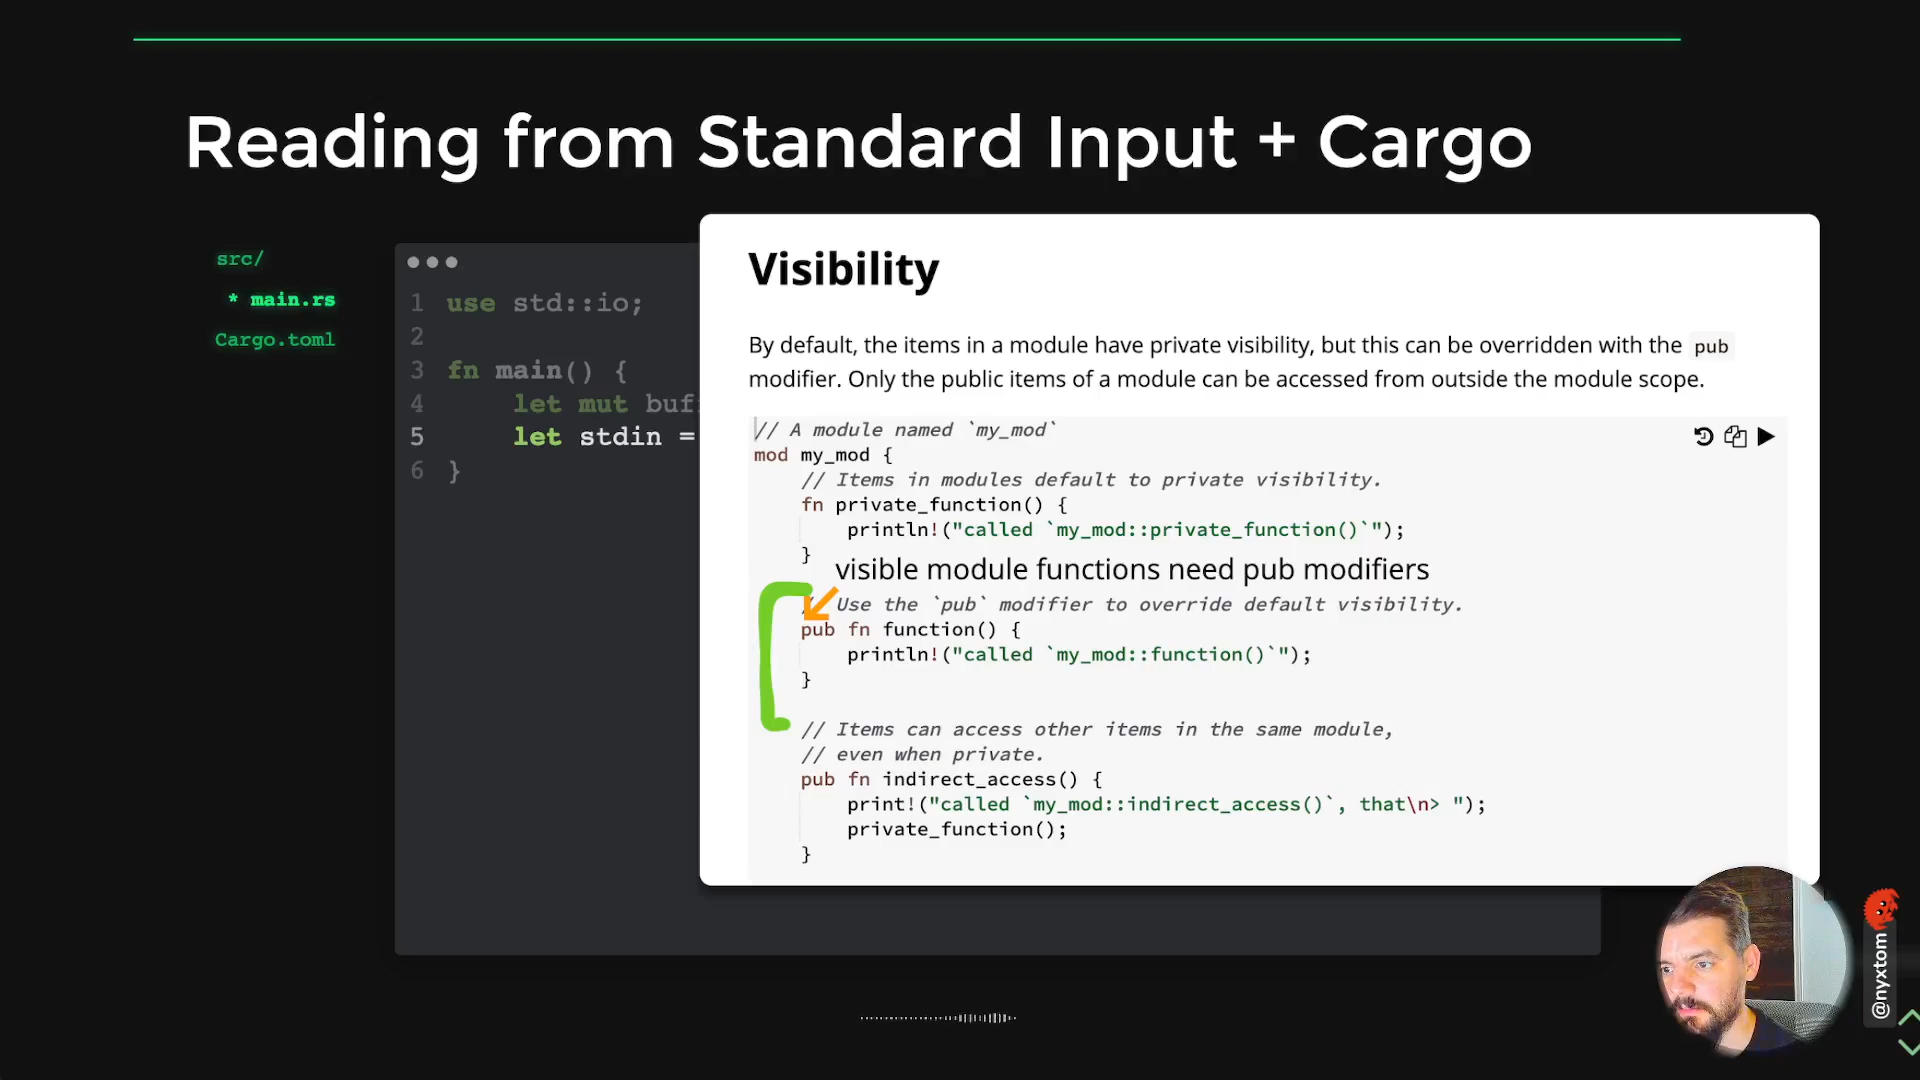 Reading from Standard Input + Cargo
src/
* main.rs
Cargo.toml
1 use std::io;
2
3 fn main() {
4 let mut buf
5 let stdin =
6 }
Visibility
By default, the items in a module have private visibility, but this can be overridden with the pub
modifier. Only the public items of a module can be accessed from outside the module scope.
// A module named `my_mod`
mod my_mod {
// Items in modules default to private visibility.
fn private_function() {
println!("called `my_mod::private_function()`");
}
visible module functions need pub modifiers
// Use the `pub` modifier to override default visibility.
pub fn function() {
println!("called `my_mod::function()`");
}
// Items can access other items in the same module,
// even when private.
pub fn indirect_access() {
print!("called `my_mod::indirect_access()`, that\n> ");
private_function();
}
@nyxtom